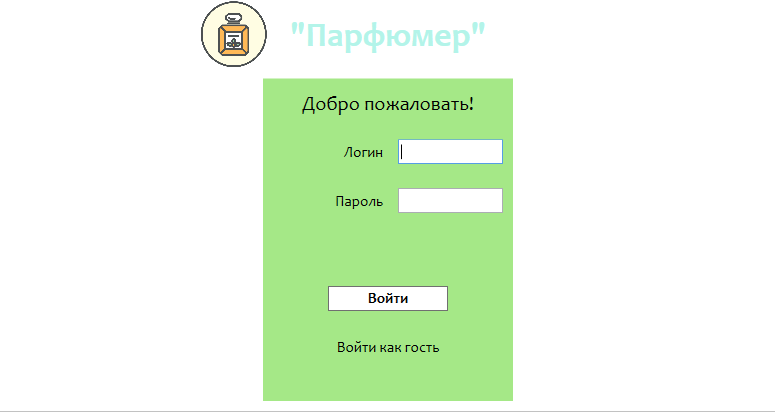 "Парфюмер"
Добро пожаловать!
Логин
Пароль
Войти
Войти как гость